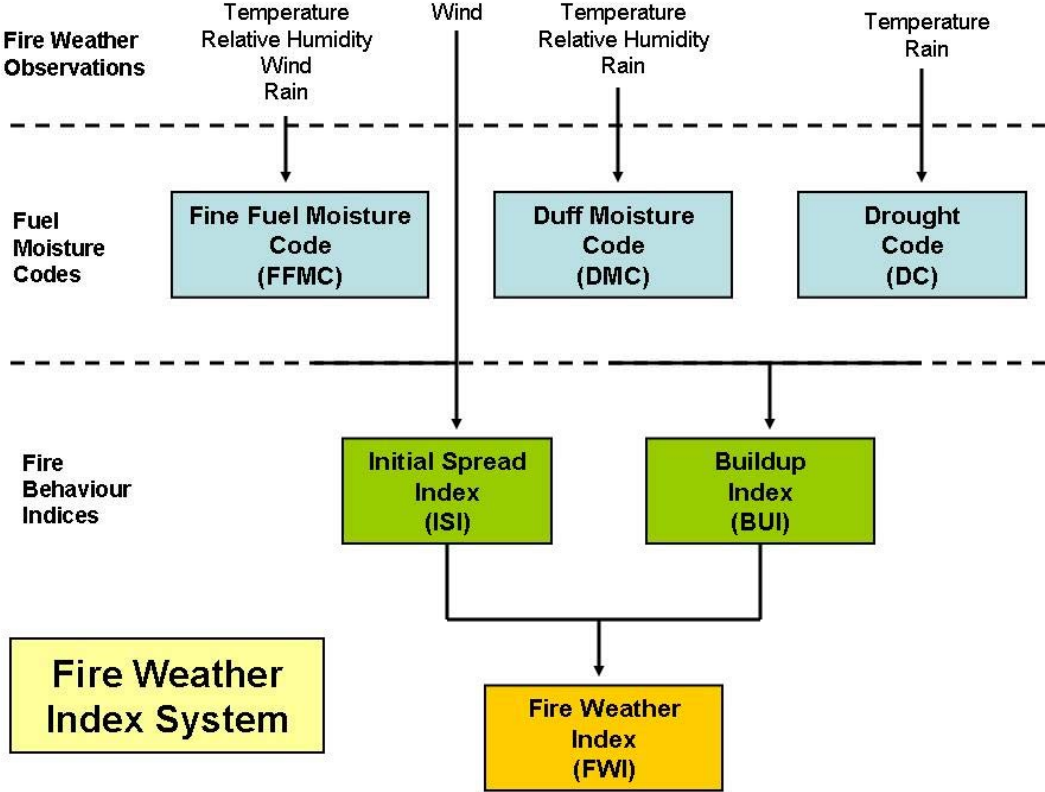 Fire Weather
Observations
Temperature
Relative Humidity
Wind
Rain
Wind
Temperature
Relative Humidity
Rain
Temperature
Rain
Fuel
Moisture
Codes
Fine Fuel Moisture
Code
(FFMC)
Duff Moisture
Code
(DMC)
Drought
Code
(DC)
Fire
Behaviour
Indices
Initial Spread
Index
(ISI)
Buildup
Index
(BUI)
Fire Weather
Index System
Fire Weather
Index
(FWI)